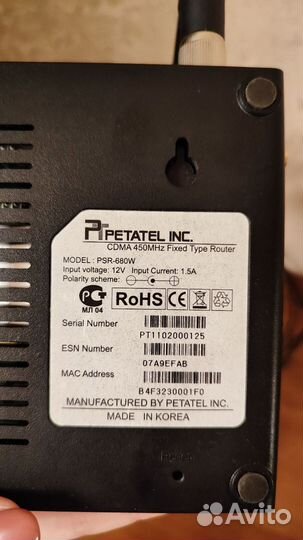 PETATEL INC.
CDMA 450MHz Fixed Type Router
MODEL : PSR-680W
Input voltage: 12V Input Current: 1.5A
Polarity scheme:
МЛ 04
RoHS CE
Serial Number
PT1102000125
ESN Number
07A9EFAB
MAC Address
B4F3230001F0
MANUFACTURED BY PETATEL INC.
MADE IN KOREA
Avito